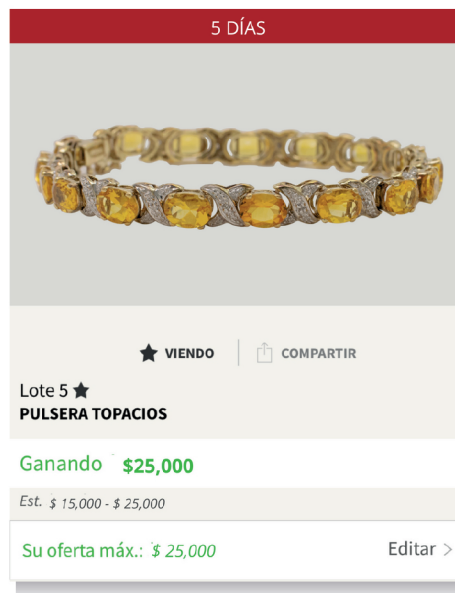 5 DÍAS
VIENDO
COMPARTIR
Lote 5
PULSERA TOPACIOS
Ganando $25,000
Est. $ 15,000 - $ 25,000
Su oferta máx.: $ 25,000 Editar >